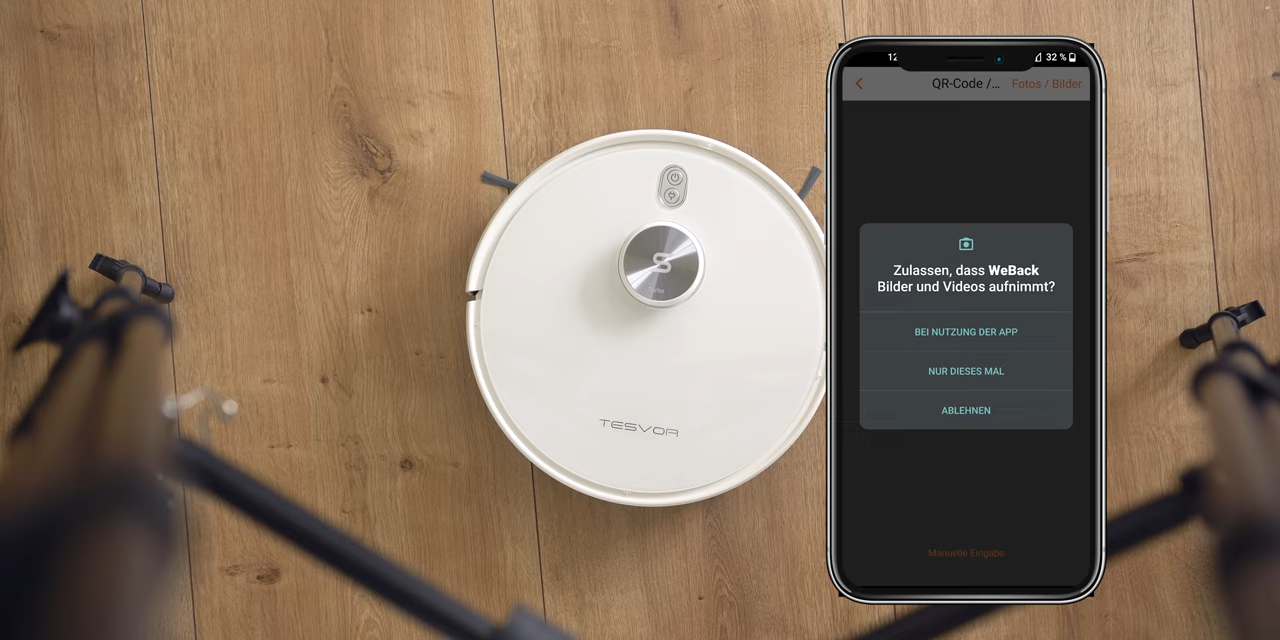 12
32 %
QR-Code /...
Fotos / Bilder
Zulassen, dass WeBack
Bilder und Videos aufnimmt?
BEI NUTZUNG DER APP
NUR DIESES MAL
ABLEHNEN
Manuelle Eingabe
S
TESVOR